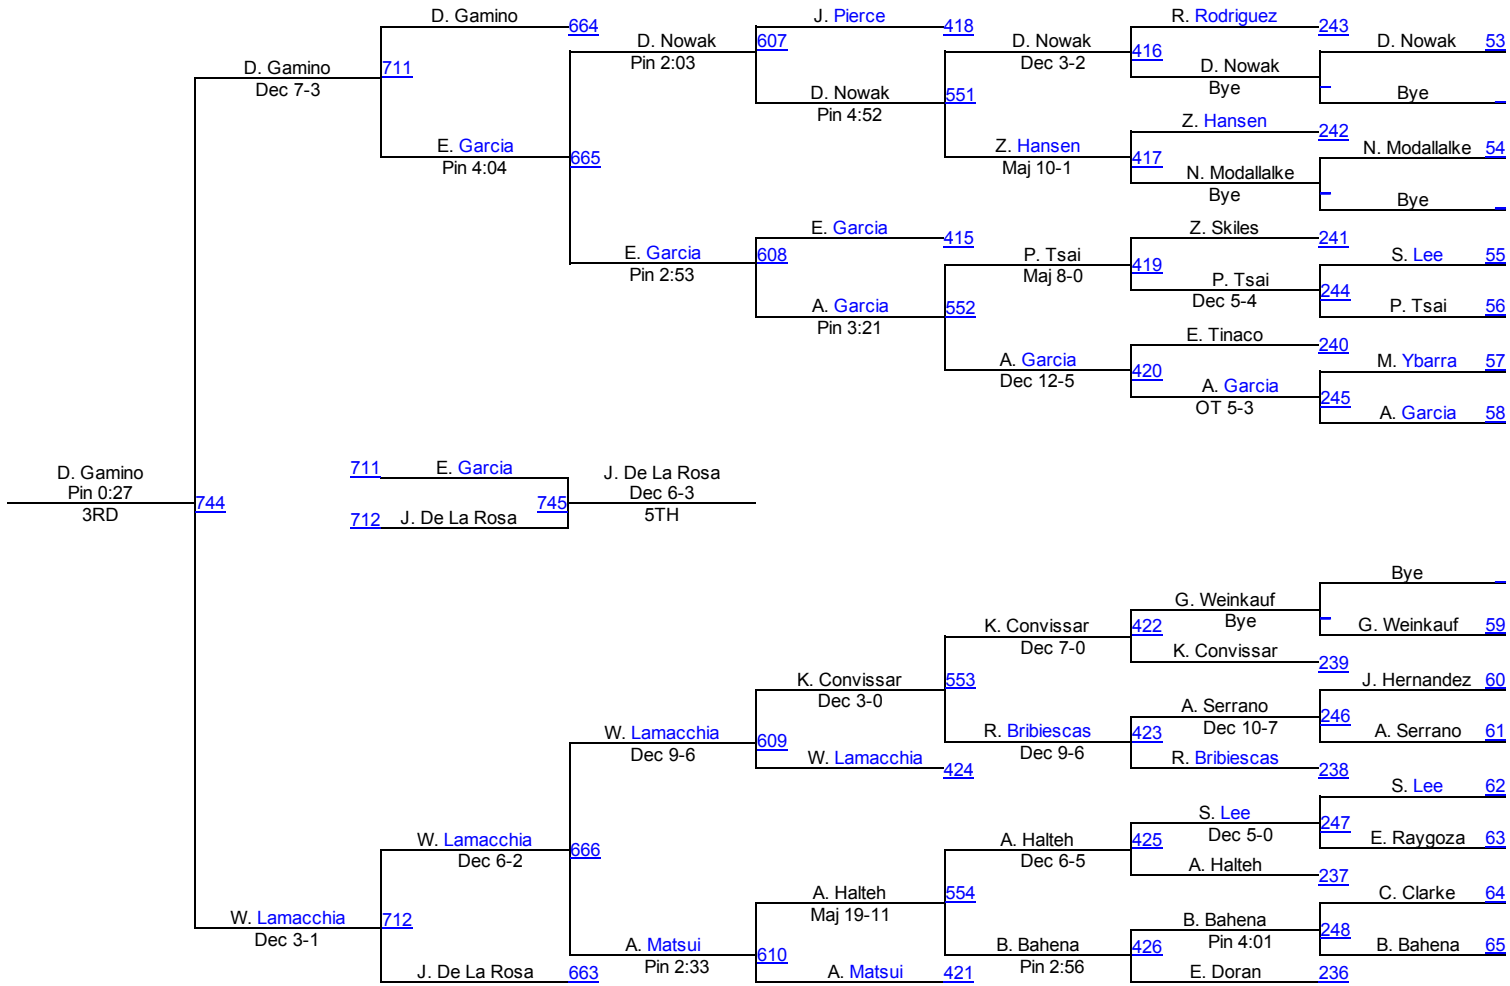 D. Gamino
664
J. Pierce
418
R. Rodriguez
243
D. Nowak
Pin 2:03
607
D. Nowak
Dec 3-2
416
D. Nowak
53
D. Gamino
Dec 7-3
711
D. Nowak
Bye
D. Nowak
Pin 4:52
551
Bye
Z. Hansen
242
E. Garcia
Pin 4:04
665
Z. Hansen
Maj 10-1
417
N. Modallalke
54
N. Modallalke
Bye
Bye
E. Garcia
415
Z. Skiles
241
E. Garcia
Pin 2:53
608
P. Tsai
Maj 8-0
419
S. Lee
55
P. Tsai
Dec 5-4
244
A. Garcia
Pin 3:21
552
P. Tsai
56
E. Tinaco
240
A. Garcia
Dec 12-5
420
M. Ybarra
57
A. Garcia
OT 5-3
245
A. Garcia
58
D. Gamino
Pin 0:27
3RD
744
711
E. Garcia
J. De La Rosa
Dec 6-3
5TH
745
712
J. De La Rosa
Bye
G. Weinkauf
Bye
K. Convissar
Dec 7-0
422
G. Weinkauf
59
K. Convissar
239
K. Convissar
Dec 3-0
553
J. Hernandez
60
A. Serrano
Dec 10-7
246
W. Lamacchia
Dec 9-6
609
R. Bribiescas
Dec 9-6
423
A. Serrano
61
W. Lamacchia
424
R. Bribiescas
238
S. Lee
62
S. Lee
Dec 5-0
247
W. Lamacchia
Dec 6-2
666
A. Halteh
Dec 6-5
425
E. Raygoza
63
A. Halteh
237
A. Halteh
Maj 19-11
554
C. Clarke
64
W. Lamacchia
Dec 3-1
712
B. Bahena
Pin 4:01
248
A. Matsui
Pin 2:33
610
B. Bahena
Pin 2:56
426
B. Bahena
65
J. De La Rosa
663
A. Matsui
421
E. Doran
236